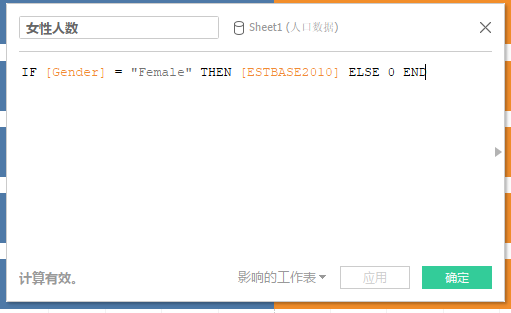 女性人数
Sheet1 (人口数据)
IF [Gender] = "Female" THEN [ESTBASE2010] ELSE 0 END
计算有效。
影响的工作表
应用
确定